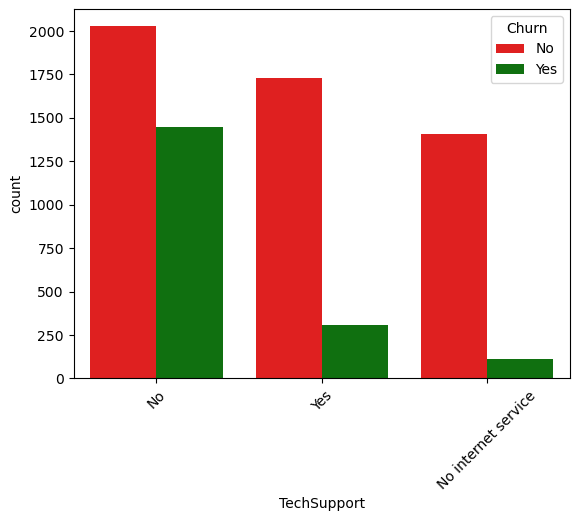 Churn
No
Yes
2000
1750
1500
1250
1000
750
500
250
0
count
No
Yes
No internet service
TechSupport